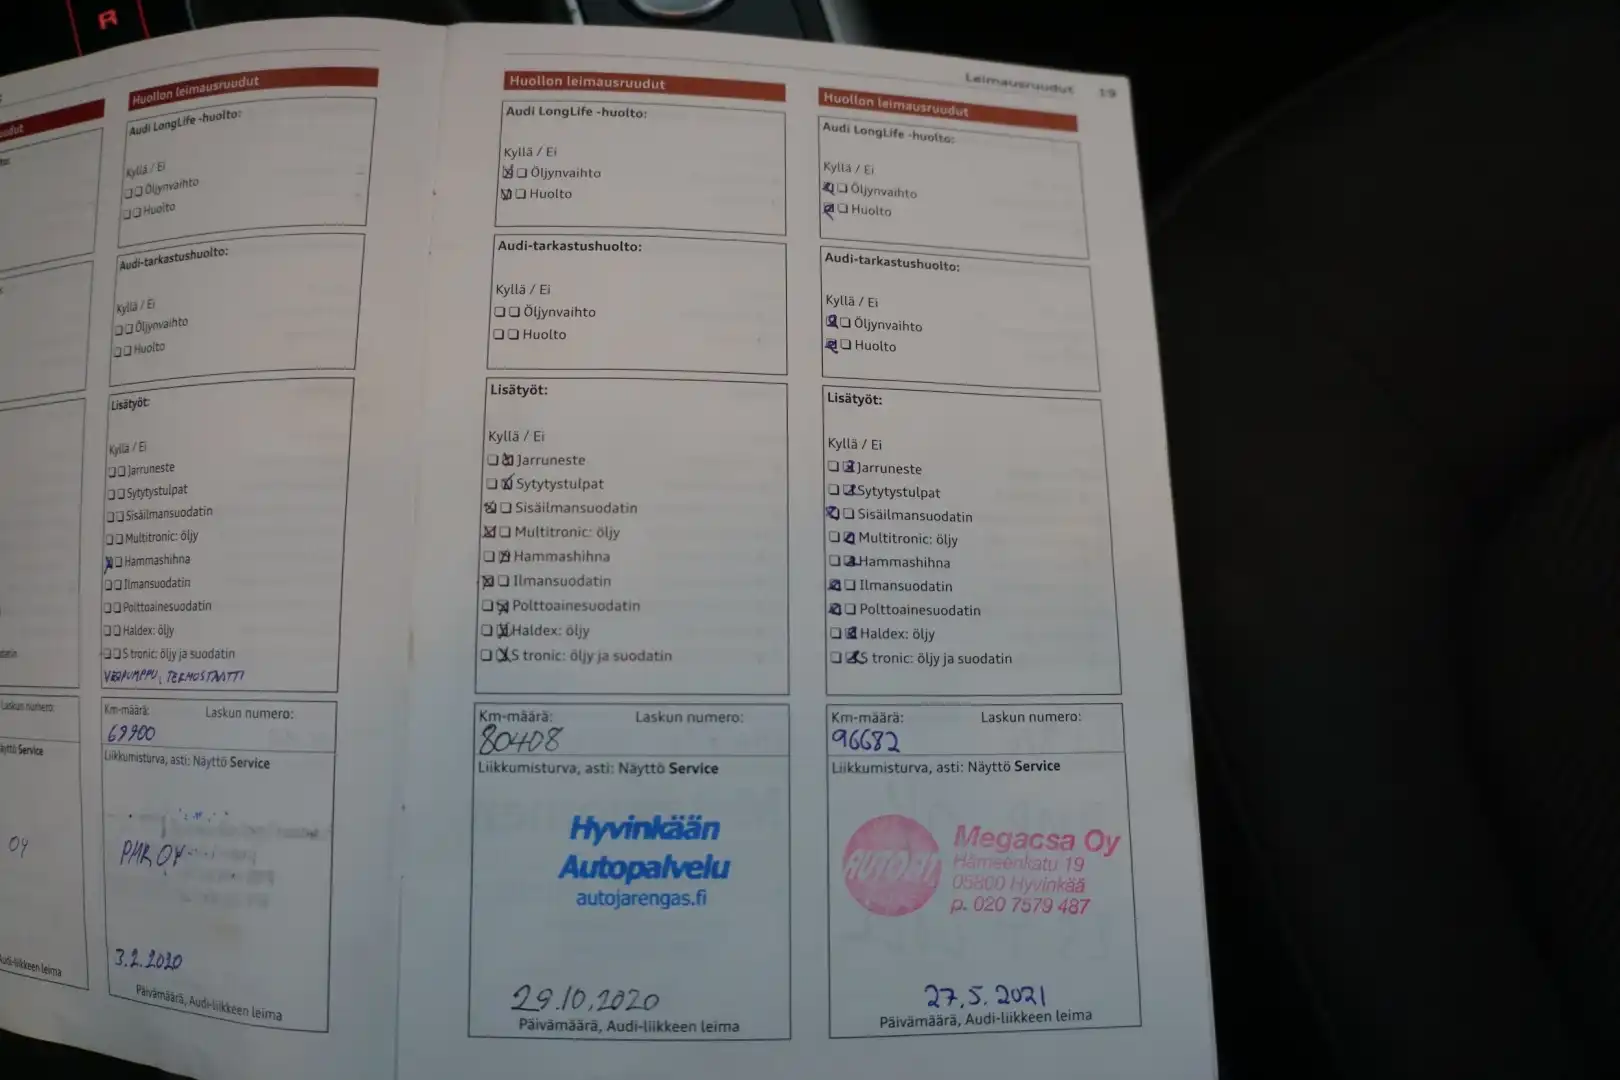 R
Leimausruudut 19
Huollon leimausruudut
Audi LongLife -huolto:
Kyllä / Ei
Öljynvaihto
Huolto
Audi-tarkastushuolto:
Kyllä / Ei
Öljynvaihto
Huolto
Lisätyöt:
Kyllä / Ei
Jarruneste
Sytytystulpat
Sisäilmansuodatin
Multitronic: öljy
Hammashihna
Ilmansuodatin
Polttoainesuodatin
Haldex: öljy
S tronic: öljy ja suodatin
VESIPUMPPU, TERMOSTAATTI
Km-määrä: Laskun numero:
69900
Liikkumisturva, asti: Näyttö Service
PMR OY
3.2.2020
Päivämäärä, Audi-liikkeen leima
Huollon leimausruudut
Audi LongLife -huolto:
Kyllä / Ei
Öljynvaihto
Huolto
Audi-tarkastushuolto:
Kyllä / Ei
Öljynvaihto
Huolto
Lisätyöt:
Kyllä / Ei
Jarruneste
Sytytystulpat
Sisäilmansuodatin
Multitronic: öljy
Hammashihna
Ilmansuodatin
Polttoainesuodatin
Haldex: öljy
S tronic: öljy ja suodatin
Km-määrä: Laskun numero:
80408
Liikkumisturva, asti: Näyttö Service
Hyvinkään
Autopalvelu
autojarengas.fi
29.10.2020
Päivämäärä, Audi-liikkeen leima
Huollon leimausruudut
Audi LongLife -huolto:
Kyllä / Ei
Öljynvaihto
Huolto
Audi-tarkastushuolto:
Kyllä / Ei
Öljynvaihto
Huolto
Lisätyöt:
Kyllä / Ei
Jarruneste
Sytytystulpat
Sisäilmansuodatin
Multitronic: öljy
Hammashihna
Ilmansuodatin
Polttoainesuodatin
Haldex: öljy
S tronic: öljy ja suodatin
Km-määrä: Laskun numero:
96682
Liikkumisturva, asti: Näyttö Service
Megacsa Oy
Hämeenkatu 19
05800 Hyvinkää
p. 020 7579 487
27.5.2021
Päivämäärä, Audi-liikkeen leima
Laskun numero:
Service
OY
Audi-liikkeen leima